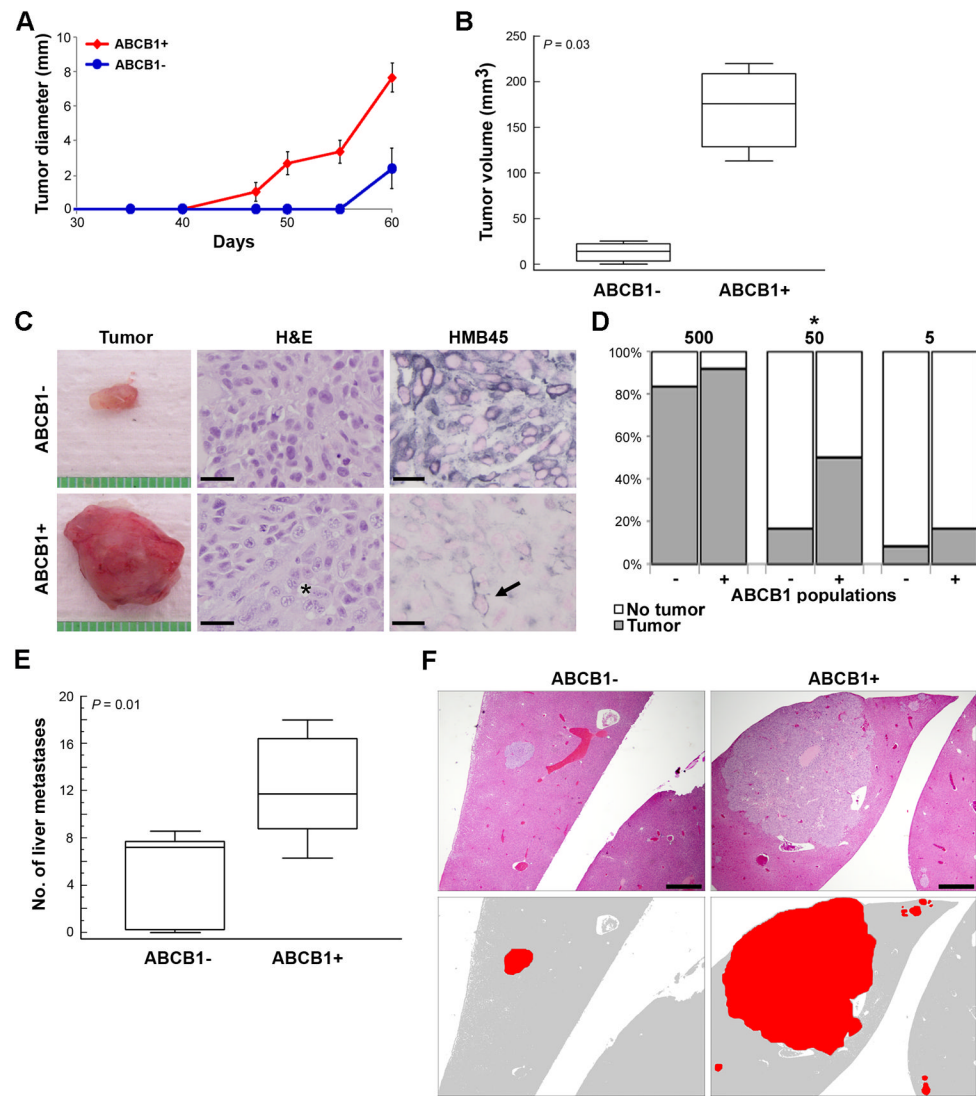 A
10
8
6
4
2
0
Tumor diameter (mm)
ABCB1+
ABCB1-
30
40
50
60
Days
B
P = 0.03
250
200
150
100
50
0
Tumor volume (mm3)
ABCB1-
ABCB1+
C
Tumor
H&E
HMB45
ABCB1-
ABCB1+
*
D
*
500
50
5
100%
80%
60%
40%
20%
0%
-
+
-
+
-
+
ABCB1 populations
No tumor
Tumor
E
P = 0.01
20
16
12
8
4
0
No. of liver metastases
ABCB1-
ABCB1+
F
ABCB1-
ABCB1+